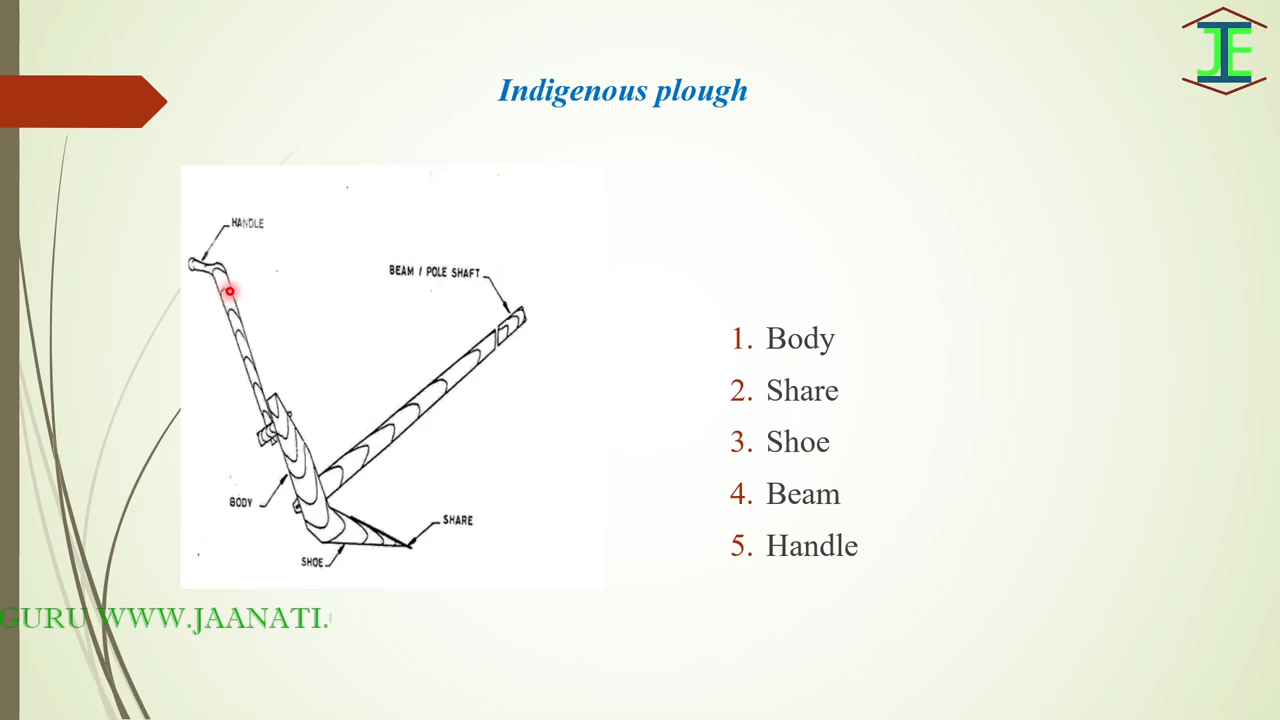 JE
Indigenous plough
HANDLE
BEAM / POLE SHAFT
BODY
SHARE
SHOE
1. Body
2. Share
3. Shoe
4. Beam
5. Handle
GURU WWW.JAANATI.